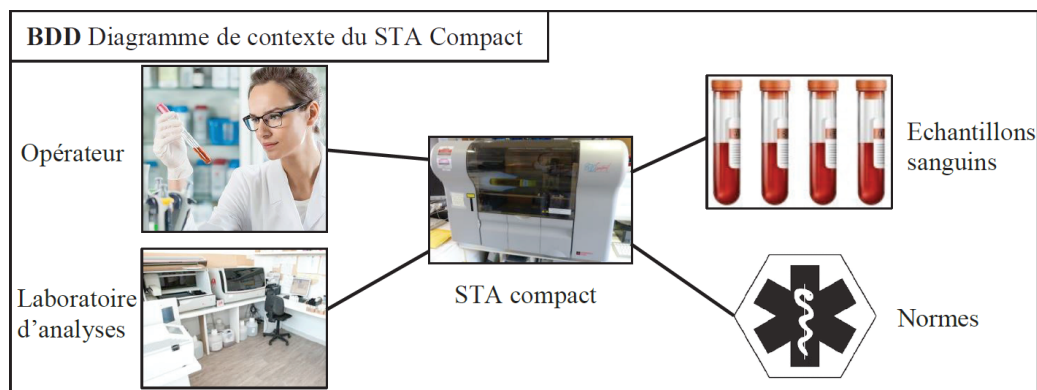 BDD Diagramme de contexte du STA Compact
Opérateur
Echantillons
sanguins
STA compact
Laboratoire
d'analyses
Normes